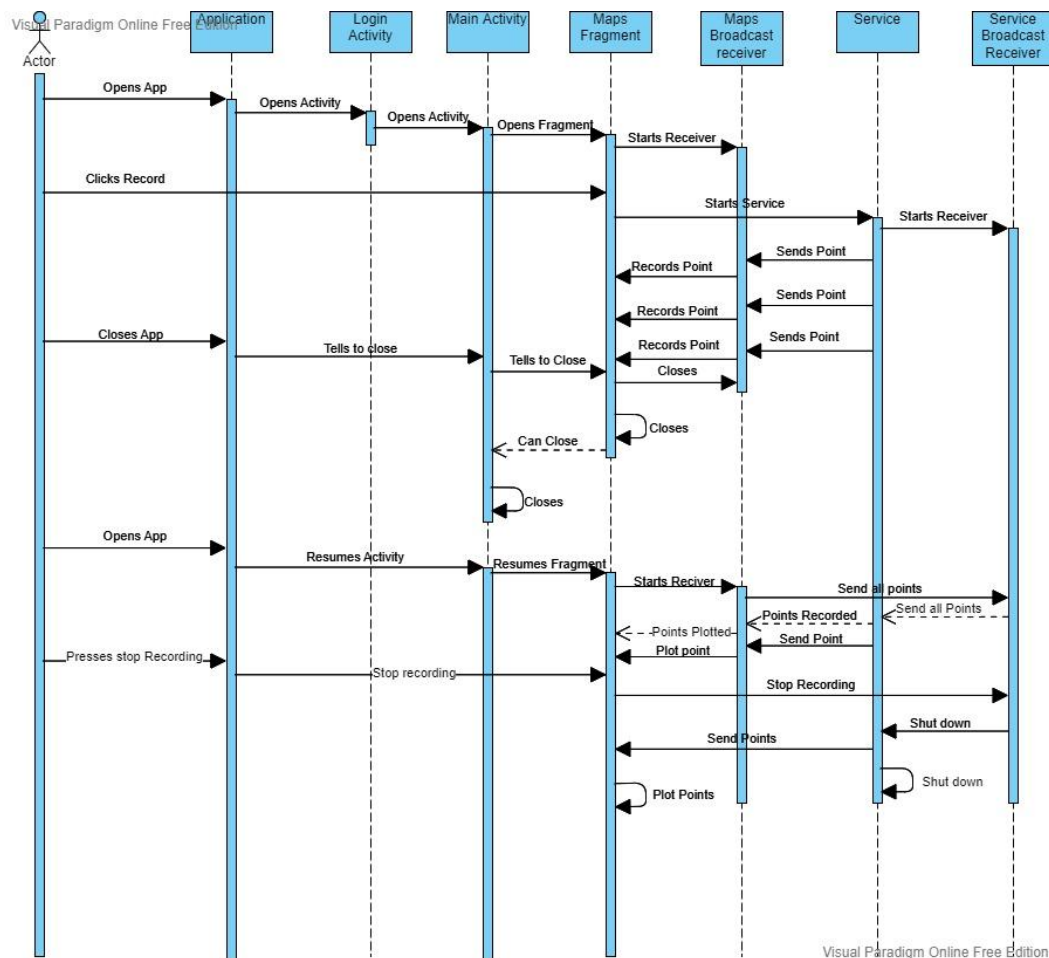 Visual Paradigm Online Free Edition
Actor
Application
Login
Activity
Main Activity
Maps
Fragment
Maps
Broadcast
receiver
Service
Service
Broadcast
Receiver
Opens App
Opens Activity
Opens Activity
Opens Fragment
Starts Receiver
Clicks Record
Starts Service
Starts Receiver
Sends Point
Records Point
Sends Point
Records Point
Closes App
Sends Point
Tells to close
Records Point
Tells to Close
Closes
Closes
Can Close
Closes
Opens App
Resumes Activity
Resumes Fragment
Starts Reciver
Send all points
Send all Points
Points Recorded
Points Plotted
Send Point
Plot point
Presses stop Recording
Stop recording
Stop Recording
Shut down
Send Points
Shut down
Plot Points
Visual Paradigm Online Free Edition